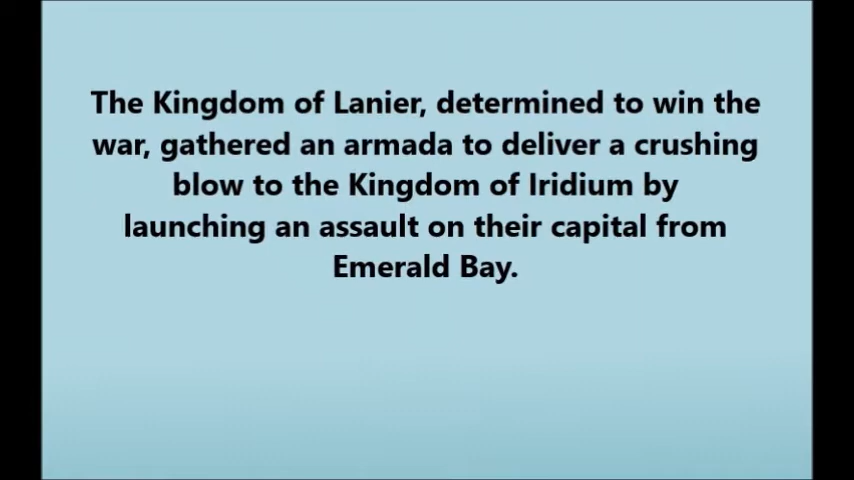 The Kingdom of Lanier, determined to win the
war, gathered an armada to deliver a crushing
blow to the Kingdom of Iridium by
launching an assault on their capital from
Emerald Bay.